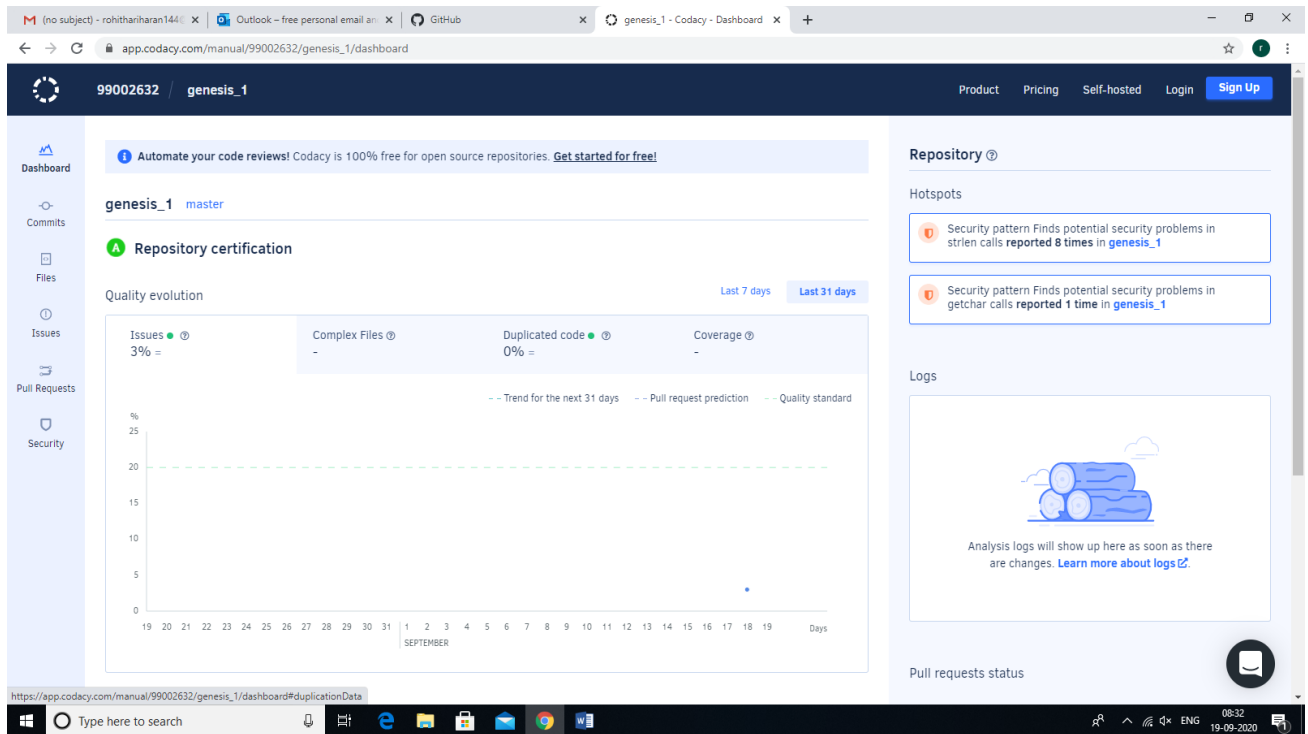 (no subject) - rohithariharan144
Outlook – free personal email an
GitHub
genesis_1 - Codacy - Dashboard
app.codacy.com/manual/99002632/genesis_1/dashboard
r
99002632 / genesis_1
Product Pricing Self-hosted Login Sign Up
Dashboard
Commits
Files
Issues
Pull Requests
Security
Automate your code reviews! Codacy is 100% free for open source repositories. Get started for free!
genesis_1 master
A Repository certification
Quality evolution
Last 7 days Last 31 days
Issues
3% =
Complex Files
-
Duplicated code
0% =
Coverage
-
Trend for the next 31 days Pull request prediction Quality standard
%
25
20
15
10
5
0
19 20 21 22 23 24 25 26 27 28 29 30 31 1 2 3 4 5 6 7 8 9 10 11 12 13 14 15 16 17 18 19 Days
SEPTEMBER
Repository
Hotspots
Security pattern Finds potential security problems in
strlen calls reported 8 times in genesis_1
Security pattern Finds potential security problems in
getchar calls reported 1 time in genesis_1
Logs
Analysis logs will show up here as soon as there
are changes. Learn more about logs.
Pull requests status
https://app.codacy.com/manual/99002632/genesis_1/dashboard#duplicationData
Type here to search
ENG
08:32
19-09-2020